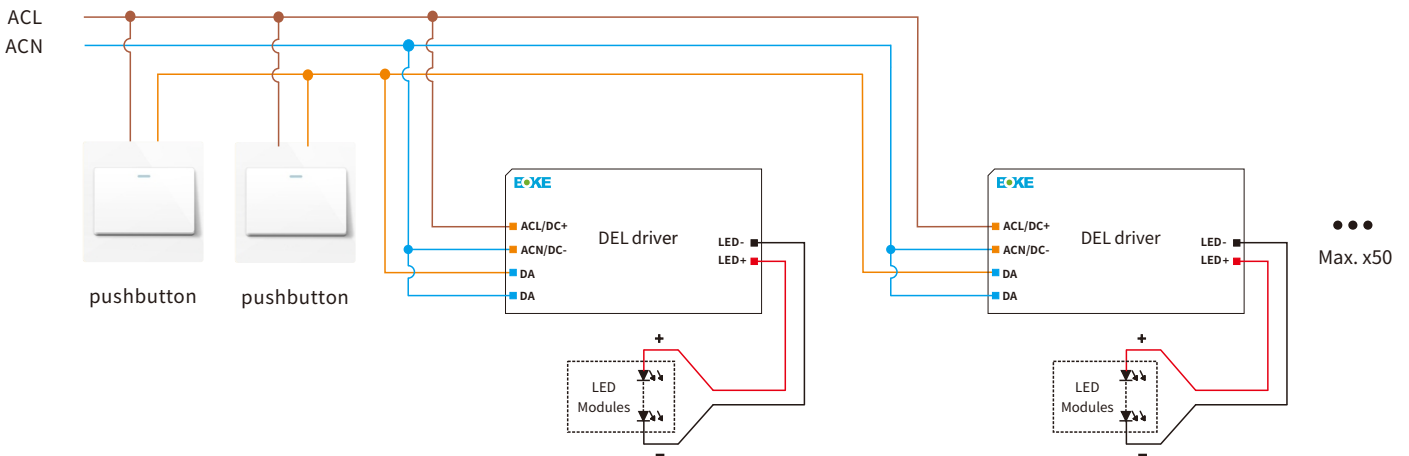 ACL
ACN
pushbutton
pushbutton
EOKE
DEL driver
ACL/DC+
ACN/DC-
DA
DA
LED-
LED+
+
LED
Modules
-
EOKE
DEL driver
ACL/DC+
ACN/DC-
DA
DA
LED-
LED+
+
LED
Modules
-
•••
Max. x50